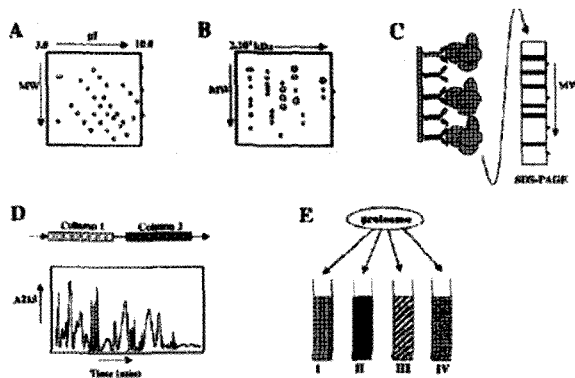 A
3.0 pI 10.0
MW
B
MW
C
MW
SDS-PAGE
D
Column 1 Column 2
A215
Time (min)
E
proteome
I II III IV